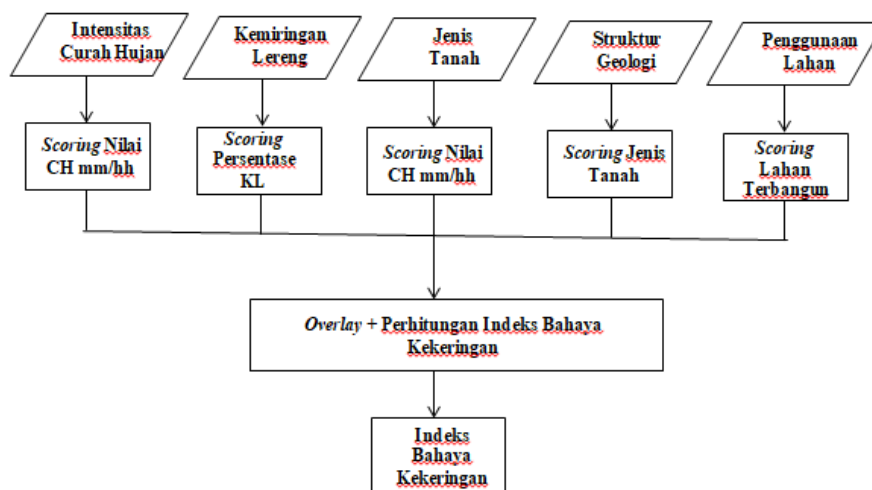 Intensitas
Curah Hujan
Kemiringan
Lereng
Jenis
Tanah
Struktur
Geologi
Penggunaan
Lahan
Scoring Nilai
CH mm/hh
Scoring
Persentase
KL
Scoring Nilai
CH mm/hh
Scoring Jenis
Tanah
Scoring
Lahan
Terbangun
Overlay + Perhitungan Indeks Bahaya
Kekeringan
Indeks
Bahaya
Kekeringan